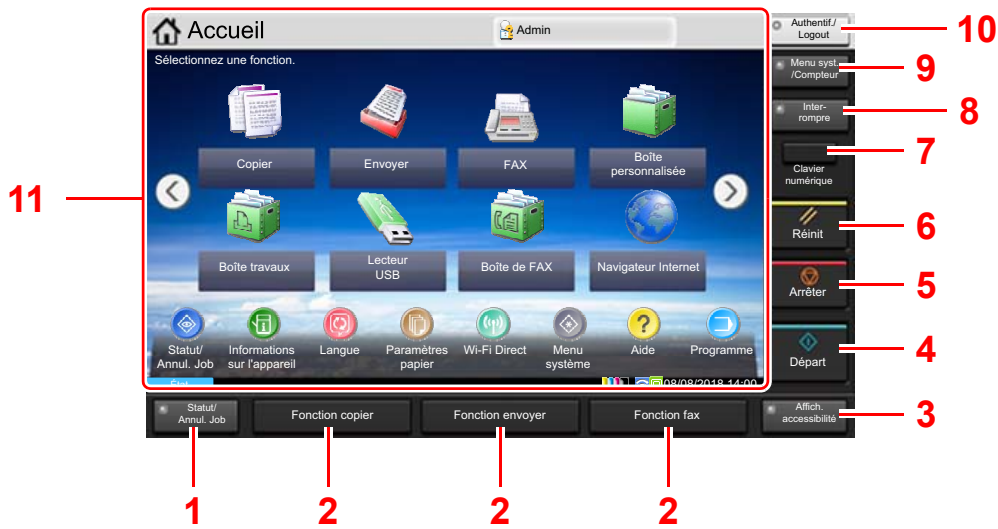 Accueil
Admin
Sélectionnez une fonction.
Copier
Envoyer
FAX
Boîte
personnalisée
Boîte travaux
Lecteur
USB
Boîte de FAX
Navigateur Internet
Statut/
Annul. Job
Informations
sur l'appareil
Langue
Paramètres
papier
Wi-Fi Direct
Menu
système
Aide
Programme
État
08/08/2018 14:00
Authentif./
Logout
10
Menu syst.
/Compteur
9
Inter-
rompre
8
Clavier
numérique
7
Réinit
6
Arrêter
5
Départ
4
11
Statut/
Annul. Job
Fonction copier
Fonction envoyer
Fonction fax
Affich.
accessibilité
3
1
2
2
2